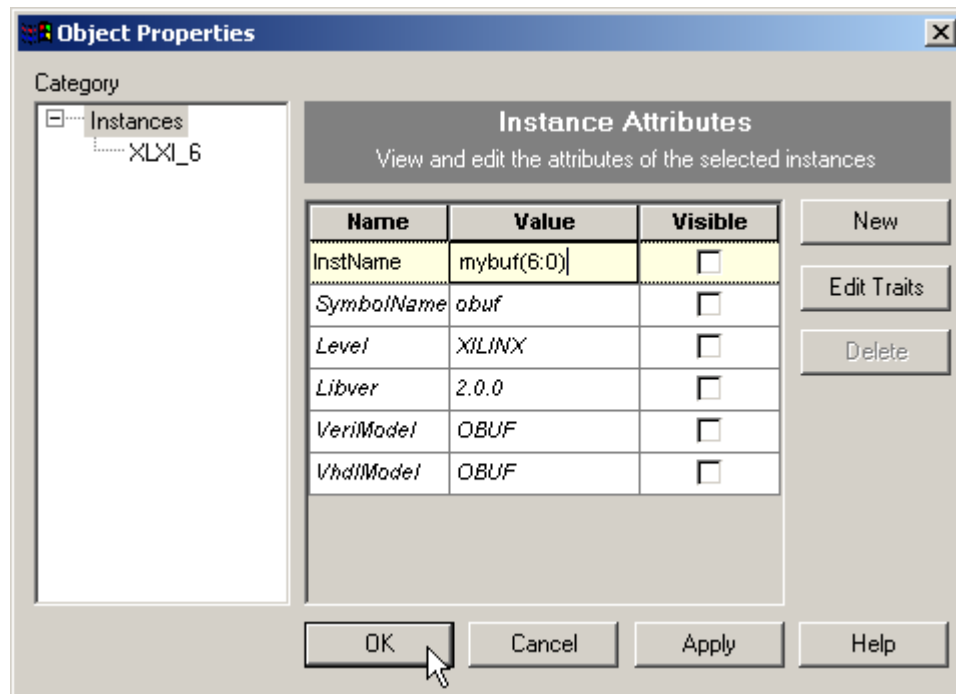 Object Properties
Category
Instances
XLXI_6
Instance Attributes
View and edit the attributes of the selected instances
Name Value Visible
InstName mybuf(6:0)
SymbolName obuf
Level XILINX
Libver 2.0.0
VeriModel OBUF
VhdlModel OBUF
New
Edit Traits
Delete
OK Cancel Apply Help